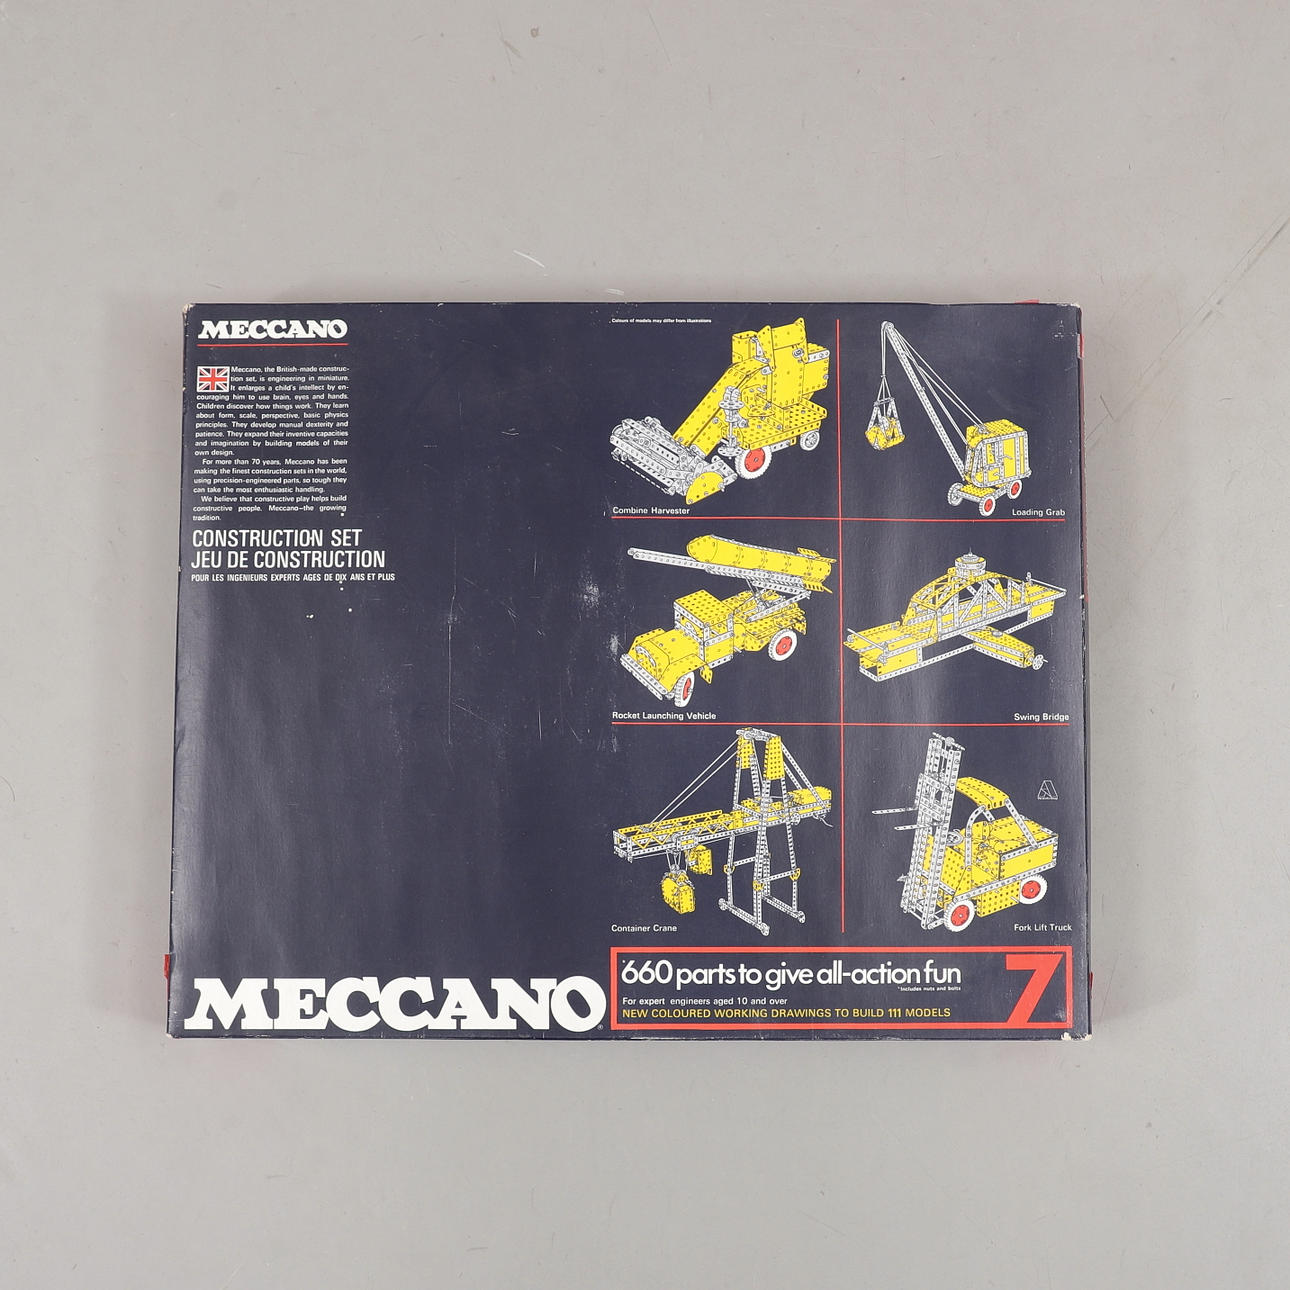 MECCANO
Meccano, the British-made construc-
tion set, is engineering in miniature.
It enlarges a child's intellect by en-
couraging him to use brain, eyes and hands.
Children discover how things work. They learn
about form, scale, perspective, basic physics
principles. They develop manual dexterity and
patience. They expand their inventive capacities
and imagination by building models of their
own design.
For more than 70 years, Meccano has been
making the finest construction sets in the world,
using precision-engineered parts, so tough they
can take the most enthusiastic handling.
We believe that constructive play helps build
constructive people. Meccano–the growing
tradition.
CONSTRUCTION SET
JEU DE CONSTRUCTION
POUR LES INGENIEURS EXPERTS AGES DE DIX ANS ET PLUS
Colours of models may differ from illustrations
Combine Harvester
Loading Grab
Rocket Launching Vehicle
Swing Bridge
Container Crane
Fork Lift Truck
MECCANO®
*660 parts to give all-action fun
*Includes nuts and bolts
For expert engineers aged 10 and over
NEW COLOURED WORKING DRAWINGS TO BUILD 111 MODELS
7